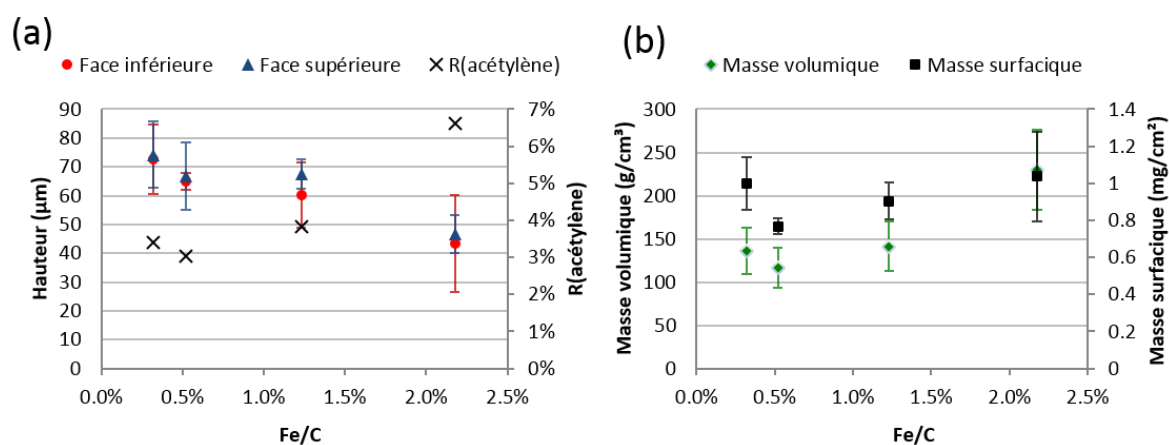 (a)
Face inférieure Face supérieure R(acétylène)
Hauteur (µm)
90
80
70
60
50
40
30
20
10
0
7%
6%
5%
4%
3%
2%
1%
0%
R(acétylène)
0.0% 0.5% 1.0% 1.5% 2.0% 2.5%
Fe/C
(b)
Masse volumique Masse surfacique
Masse volumique (g/cm³)
300
250
200
150
100
50
0
1.4
1.2
1
0.8
0.6
0.4
0.2
0
Masse surfacique (mg/cm²)
0.0% 0.5% 1.0% 1.5% 2.0% 2.5%
Fe/C